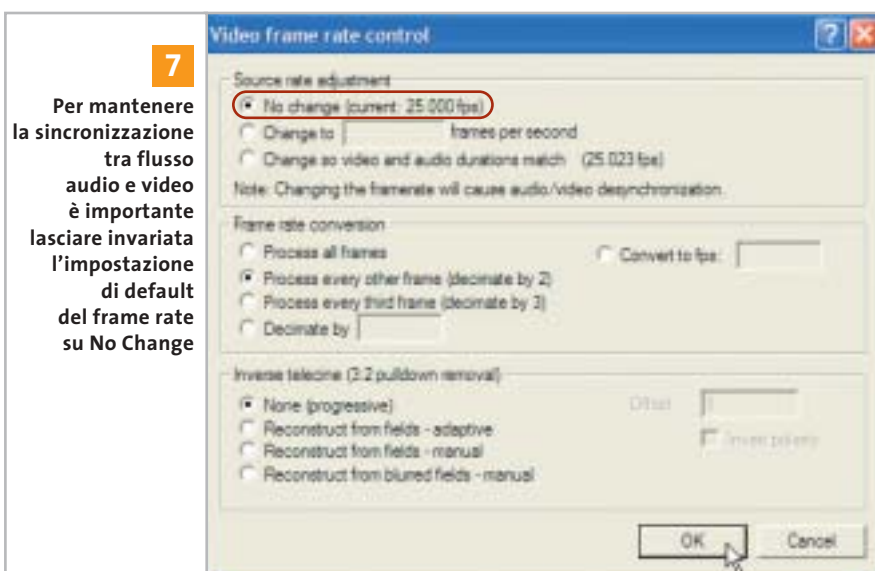 7
Per mantenere
la sincronizzazione
tra flusso
audio e video
è importante
lasciare invariata
l'impostazione
di default
del frame rate
su No Change
Video frame rate control
Source rate adjustment
No change (current: 25.000 fps)
Change to frames per second
Change so video and audio durations match (25.023 fps)
Note: Changing the framerate will cause audio/video desynchronization.
Frame rate conversion
Process all frames
Convert to fps:
Process every other frame (decimate by 2)
Process every third frame (decimate by 3)
Decimate by
Inverse telecine (3:2 pulldown removal)
None (progressive)
Offset
Reconstruct from fields - adaptive
Invert polarity
Reconstruct from fields - manual
Reconstruct from blurred fields - manual
OK
Cancel